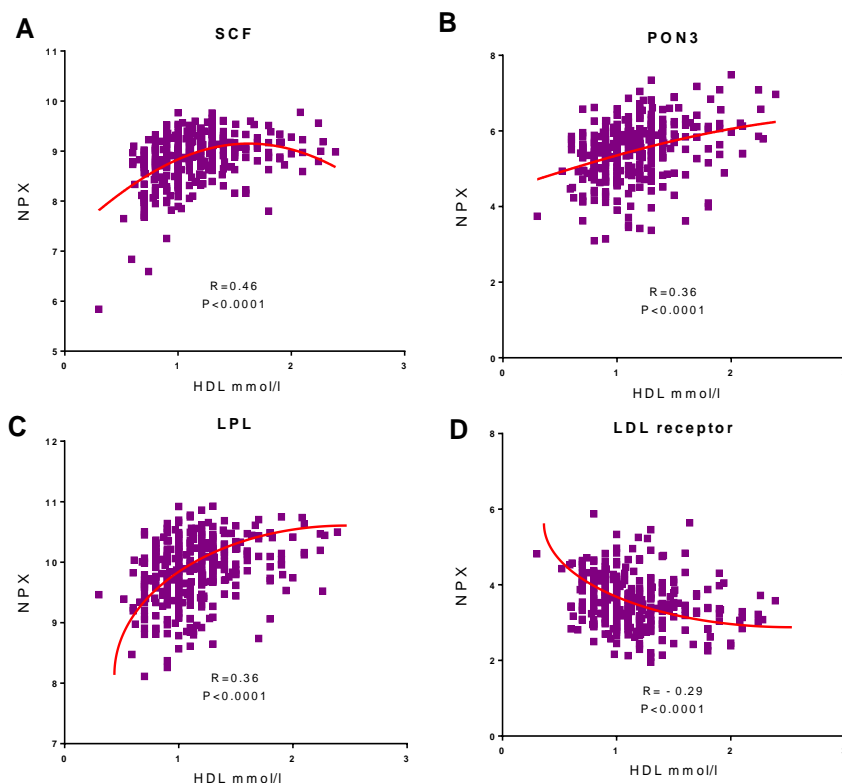 A
SCF
11
10
9
8
7
6
5
NPX
R=0.46
P<0.0001
0
1
2
3
HDL mmol/l
B
PON3
8
6
4
2
0
NPX
R=0.36
P<0.0001
0
1
2
HDL mmol/l
C
LPL
12
11
10
9
8
7
NPX
R=0.36
P<0.0001
0
1
2
3
HDL mmol/l
D
LDL receptor
8
6
4
2
0
NPX
R= - 0.29
P<0.0001
0
1
2
HDL mmol/l